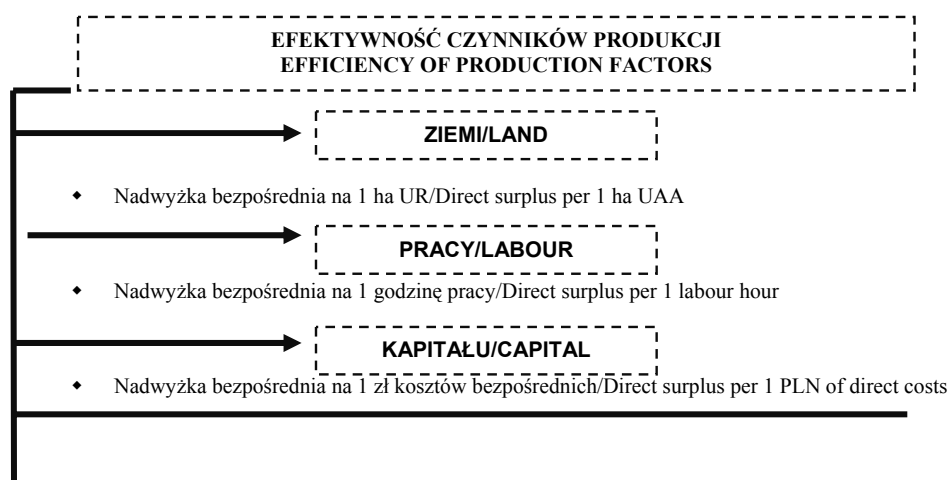 EFEKTYWNOŚĆ CZYNNIKÓW PRODUKCJI
EFFICIENCY OF PRODUCTION FACTORS
ZIEMI/LAND
◆ Nadwyżka bezpośrednia na 1 ha UR/Direct surplus per 1 ha UAA
PRACY/LABOUR
◆ Nadwyżka bezpośrednia na 1 godzinę pracy/Direct surplus per 1 labour hour
KAPITAŁU/CAPITAL
◆ Nadwyżka bezpośrednia na 1 zł kosztów bezpośrednich/Direct surplus per 1 PLN of direct costs